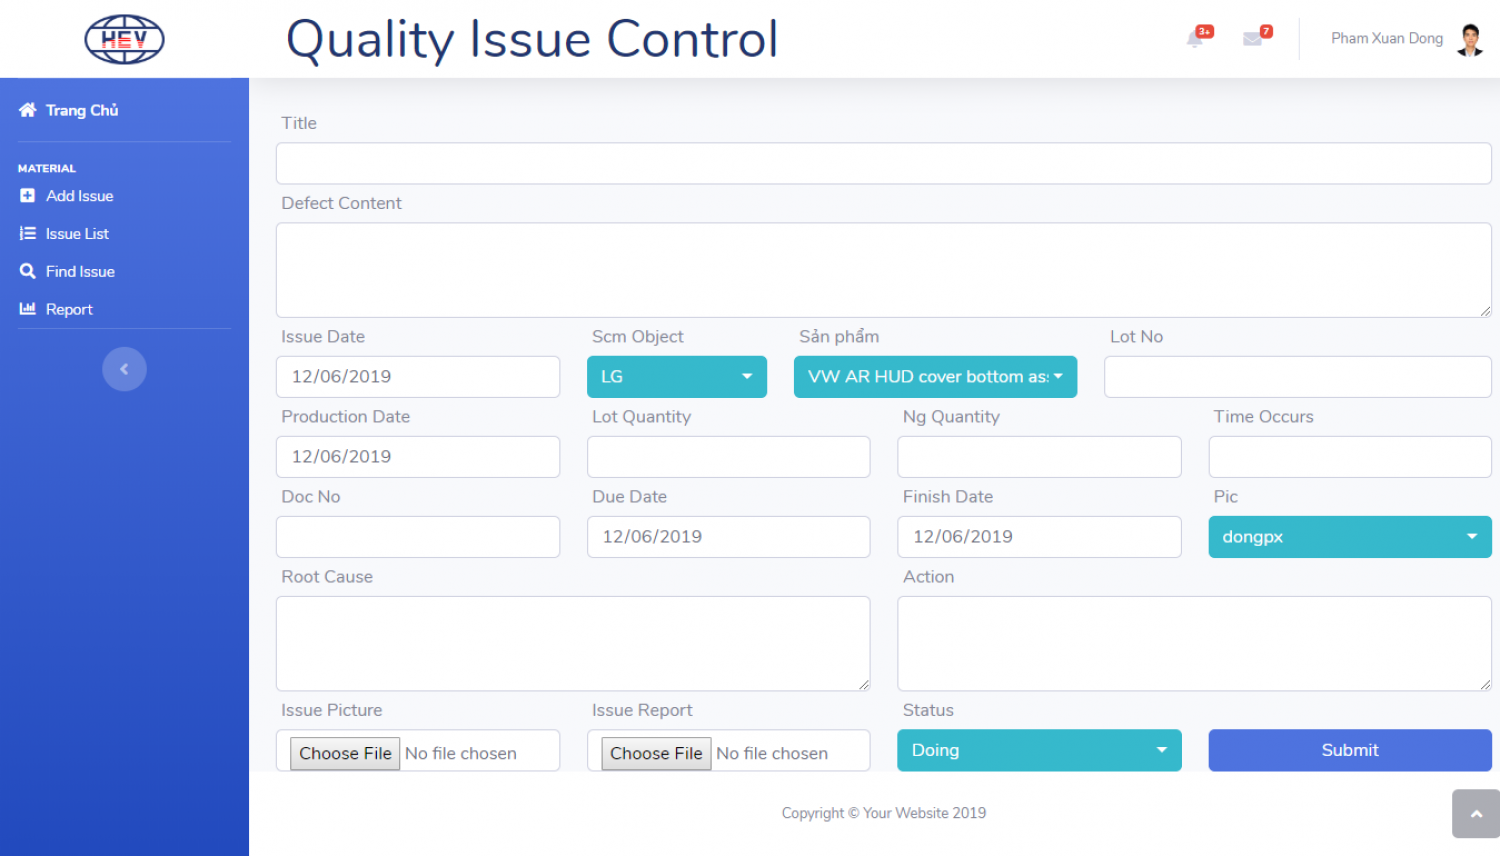 HEV
Quality Issue Control
3+
7
Pham Xuan Dong
Trang Chủ
MATERIAL
Add Issue
Issue List
Find Issue
Report
Title
Defect Content
Issue Date
Scm Object
Sản phẩm
Lot No
12/06/2019
LG
VW AR HUD cover bottom as
Production Date
Lot Quantity
Ng Quantity
Time Occurs
12/06/2019
Doc No
Due Date
Finish Date
Pic
12/06/2019
12/06/2019
dongpx
Root Cause
Action
Issue Picture
Issue Report
Status
Choose File No file chosen
Choose File No file chosen
Doing
Submit
Copyright © Your Website 2019